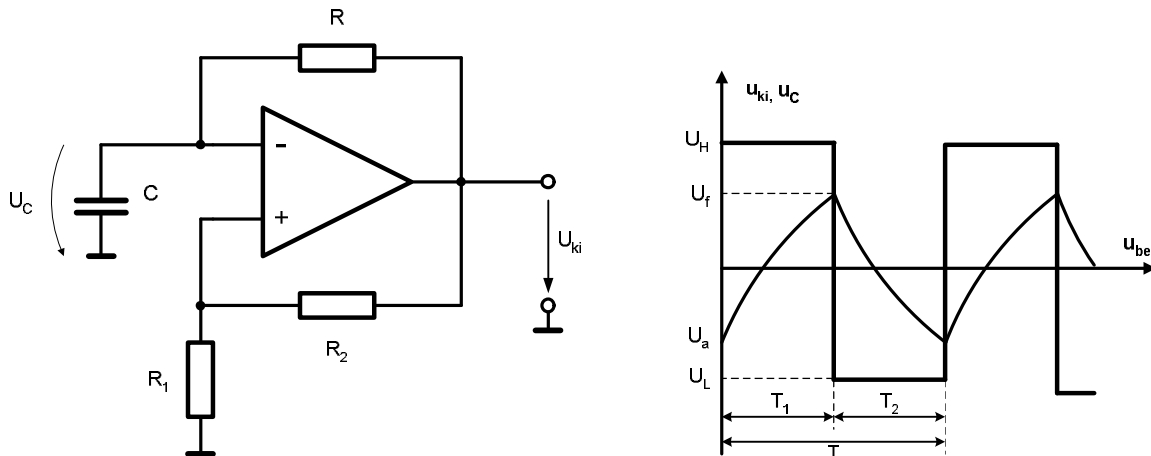 R
-
C
U_C
+
U_ki
R_2
R_1
u_ki, u_C
U_H
U_f
u_be
U_a
U_L
T_1 T_2
T